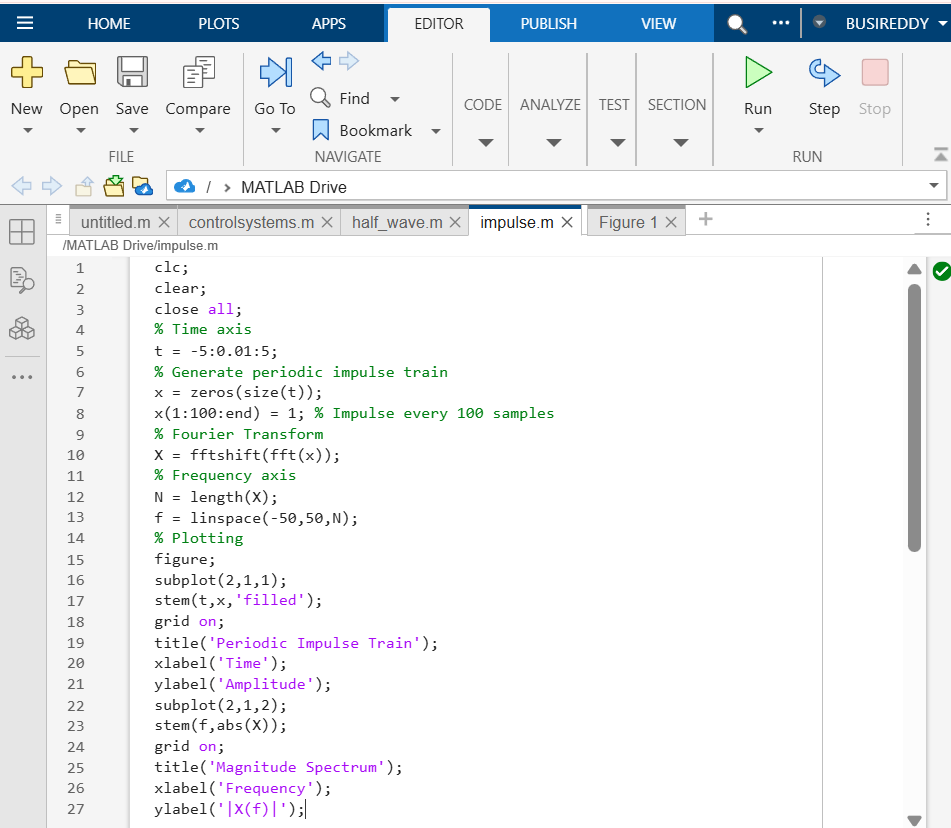 HOME PLOTS APPS EDITOR PUBLISH VIEW BUSIREDDY
New Open Save Compare Go To Find Bookmark CODE ANALYZE TEST SECTION Run Step Stop
FILE NAVIGATE RUN
/ › MATLAB Drive
untitled.m × controlsystems.m × half_wave.m × impulse.m × Figure 1 × +
/MATLAB Drive/impulse.m
1 clc;
2 clear;
3 close all;
4 % Time axis
5 t = -5:0.01:5;
6 % Generate periodic impulse train
7 x = zeros(size(t));
8 x(1:100:end) = 1; % Impulse every 100 samples
9 % Fourier Transform
10 X = fftshift(fft(x));
11 % Frequency axis
12 N = length(X);
13 f = linspace(-50,50,N);
14 % Plotting
15 figure;
16 subplot(2,1,1);
17 stem(t,x,'filled');
18 grid on;
19 title('Periodic Impulse Train');
20 xlabel('Time');
21 ylabel('Amplitude');
22 subplot(2,1,2);
23 stem(f,abs(X));
24 grid on;
25 title('Magnitude Spectrum');
26 xlabel('Frequency');
27 ylabel('|X(f)|');